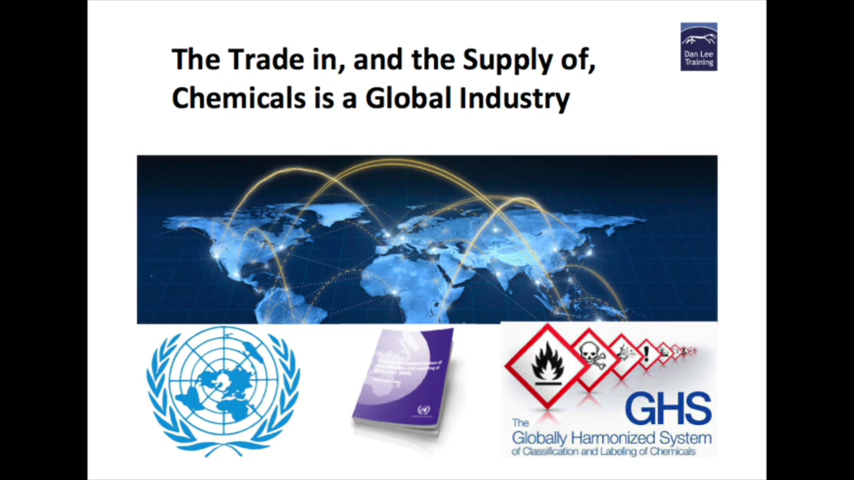 The Trade in, and the Supply of,
Chemicals is a Global Industry
Dan Lee
Training
GHS
The
Globally Harmonized System
of Classification and Labeling of Chemicals